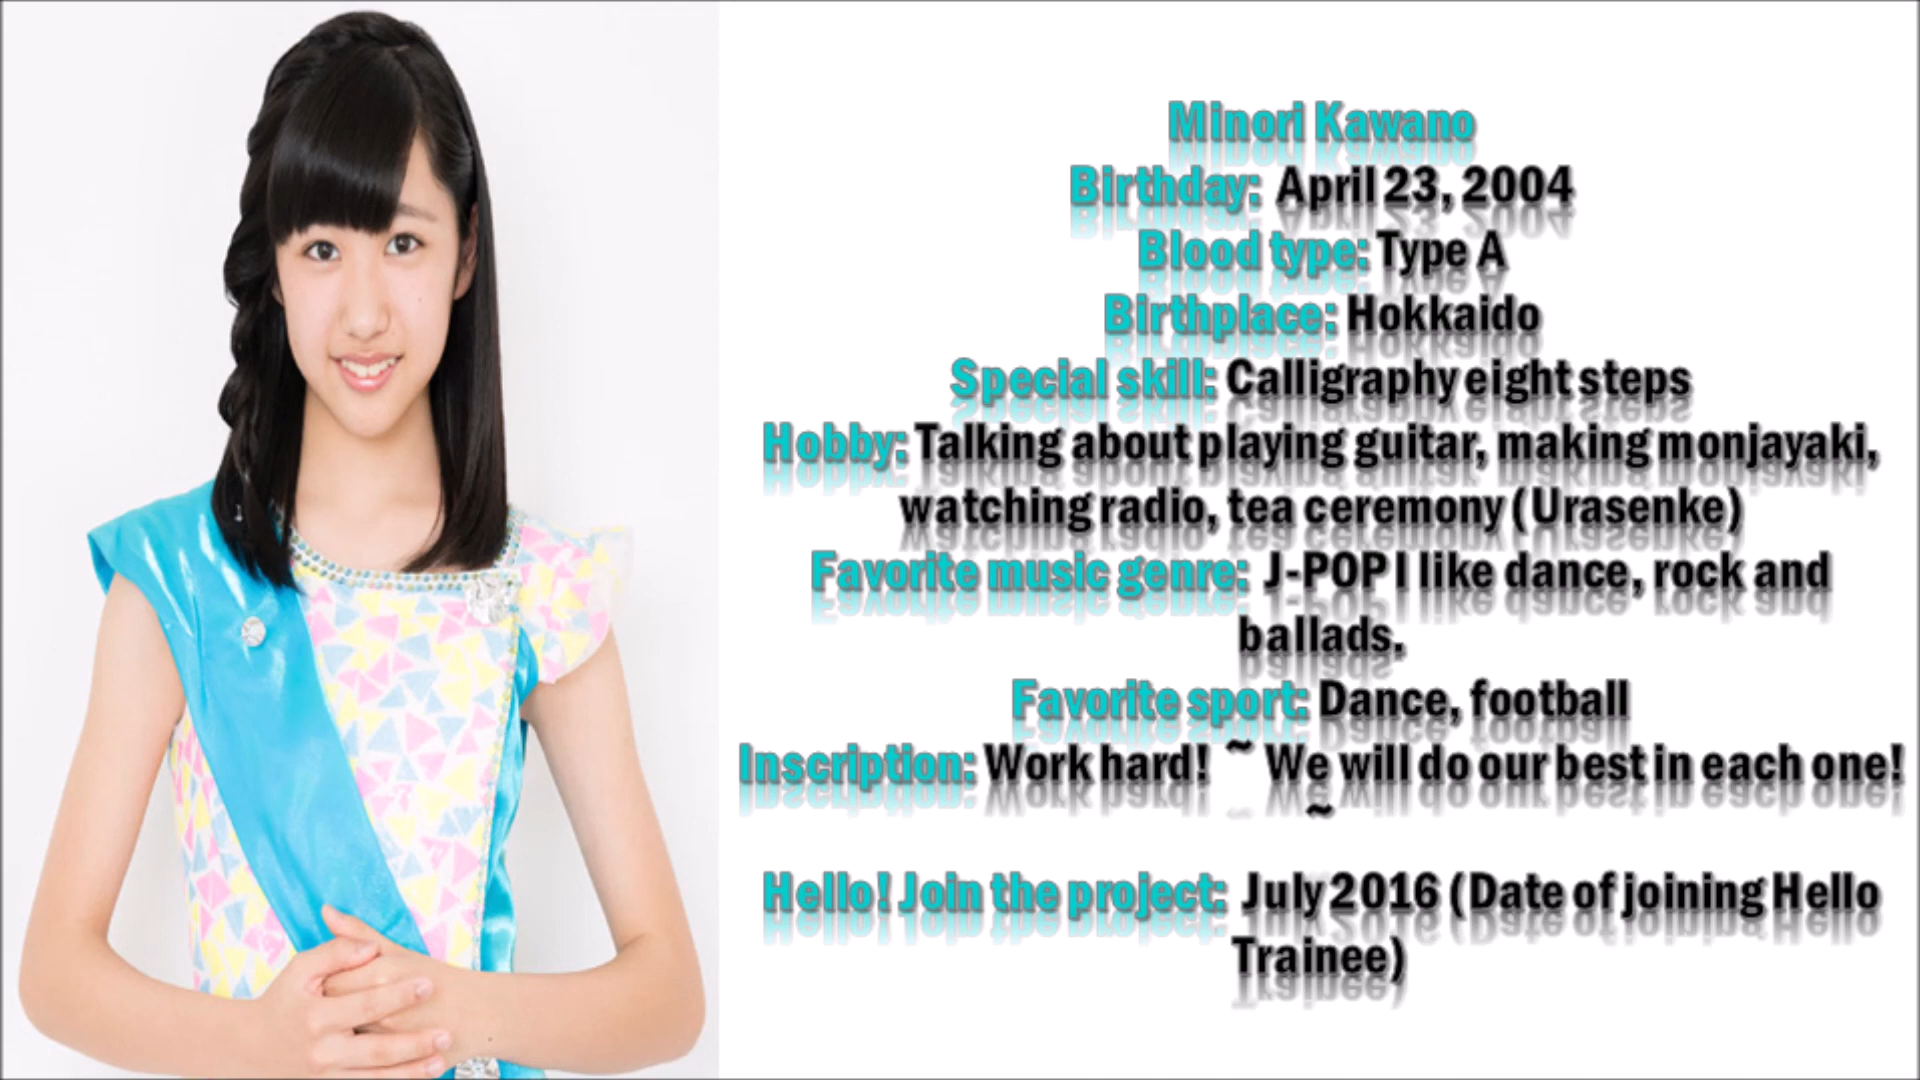 Minori Kawano
Birthday: April 23, 2004
Blood type: Type A
Birthplace: Hokkaido
Special skill: Calligraphy eight steps
Hobby: Talking about playing guitar, making monjayaki,
watching radio, tea ceremony (Urasenke)
Favorite music genre: J-POP I like dance, rock and
ballads.
Favorite sport: Dance, football
Inscription: Work hard! ~ We will do our best in each one!
~
Hello! Join the project: July 2016 (Date of joining Hello
Trainee)